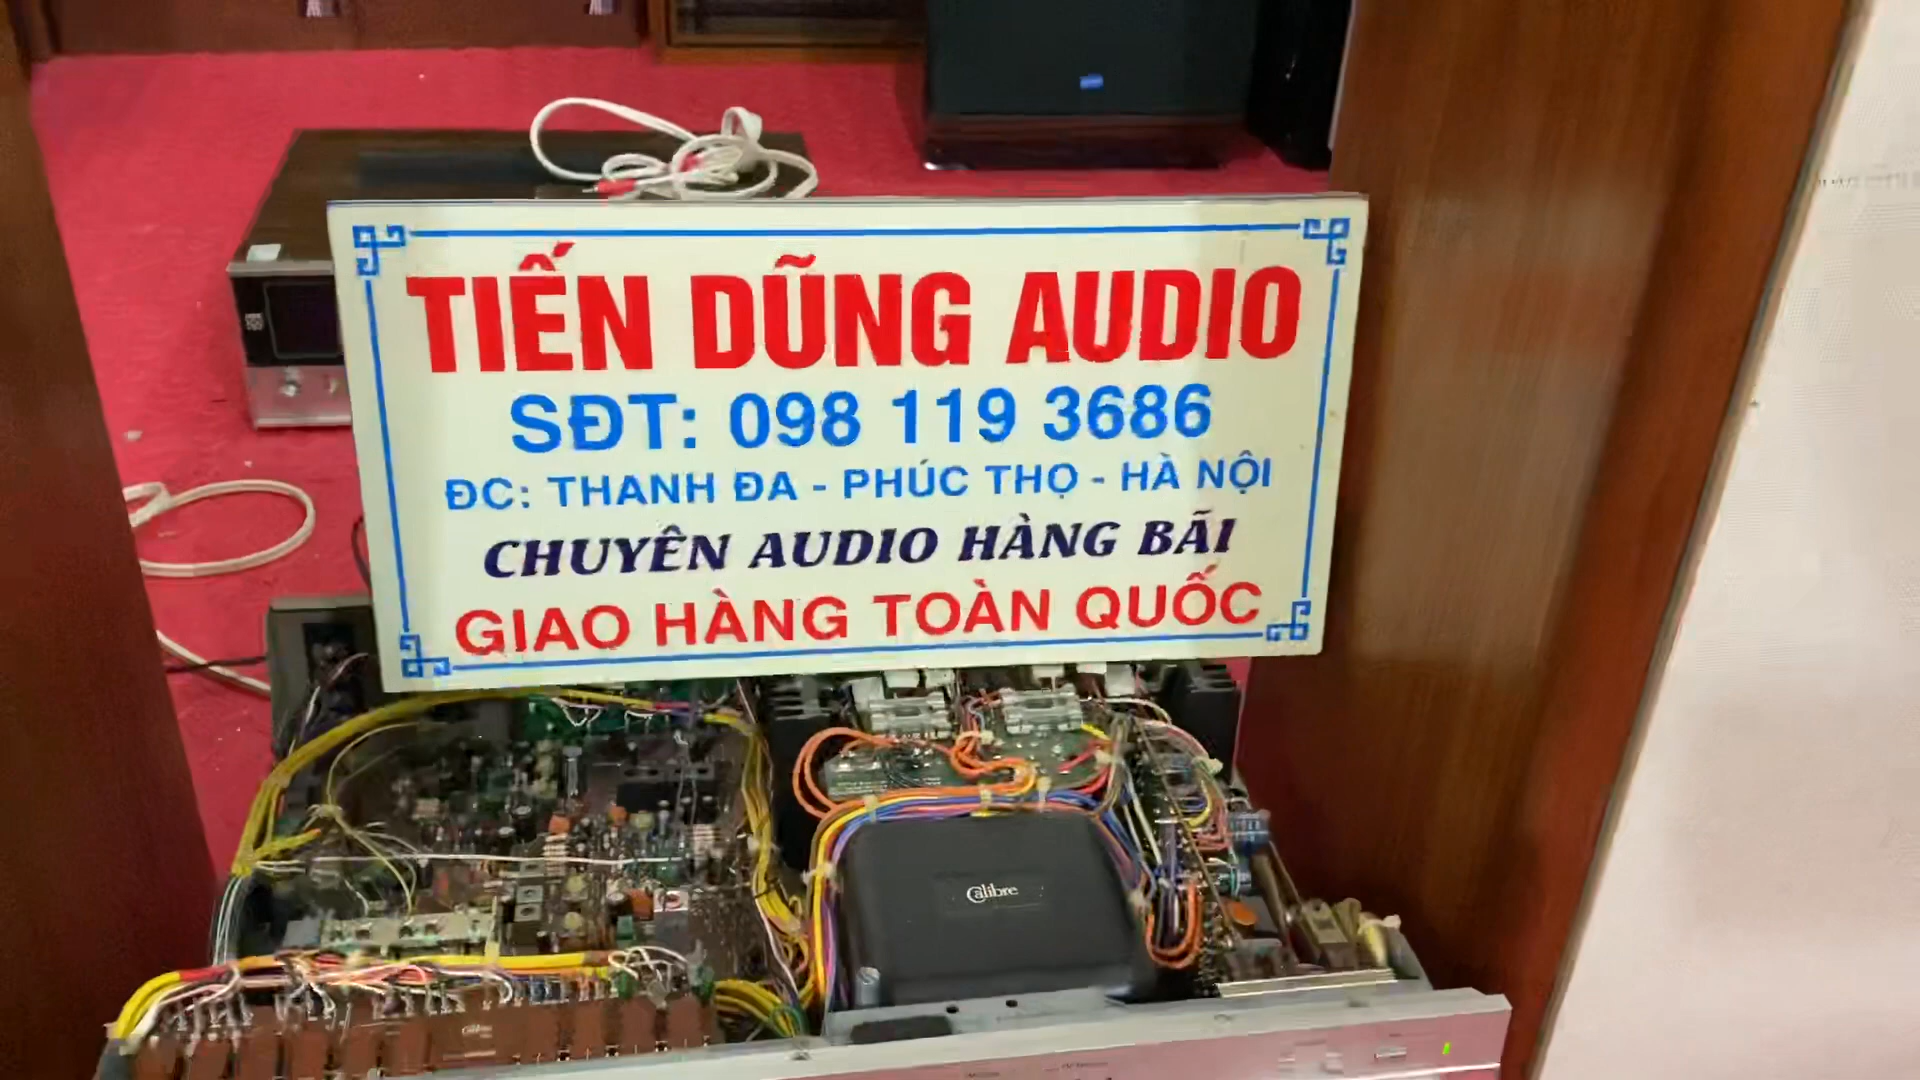 TIẾN DŨNG AUDIO
SĐT: 098 119 3686
ĐC: THANH ĐA - PHÚC THỌ - HÀ NỘI
CHUYÊN AUDIO HÀNG BÃI
GIAO HÀNG TOÀN QUỐC
Calibre